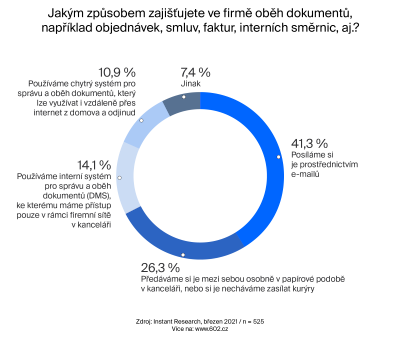 Jakým způsobem zajišťujete ve firmě oběh dokumentů,
například objednávek, smluv, faktur, interních směrnic, aj.?
10,9 %
Používáme chytrý systém pro
správu a oběh dokumentů, který
lze využívat i vzdáleně přes
internet z domova a odjinud
7,4 %
Jinak
41,3 %
Posíláme si
je prostřednictvím
e-mailů
14,1 %
Používáme interní systém
pro správu a oběh
dokumentů (DMS),
ke kterému máme přístup
pouze v rámci firemní sítě
v kanceláři
26,3 %
Předáváme si je mezi sebou osobně v papírové podobě
v kanceláři, nebo si je necháváme zasílat kurýry
Zdroj: Instant Research, březen 2021 / n = 525
Více na: www.602.cz